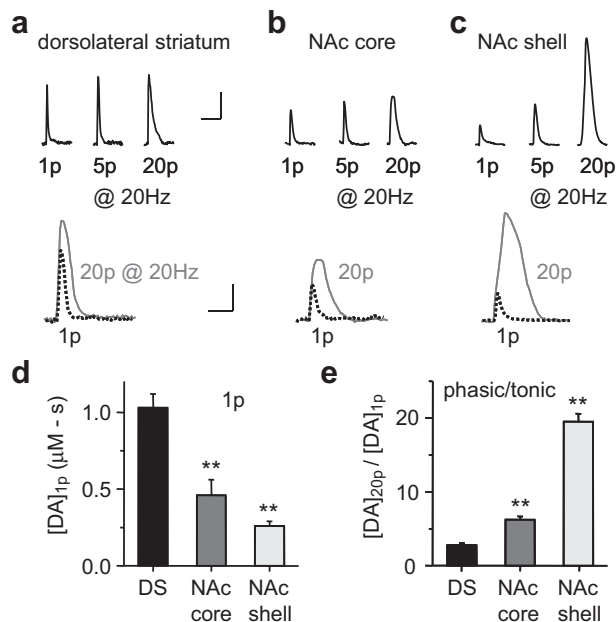 a
dorsolateral striatum
b
NAc core
c
NAc shell
1p
5p
20p
1p
5p
20p
1p
5p
20p
@ 20Hz
@ 20Hz
20p @ 20Hz
1p
20p
1p
20p
1p
d
1p
[DA]1p (μM - s)
1.0
0.5
0.0
**
**
DS
NAc
core
NAc
shell
e
phasic/tonic
[DA]20p / [DA]1p
20
10
0
**
**
DS
NAc
core
NAc
shell